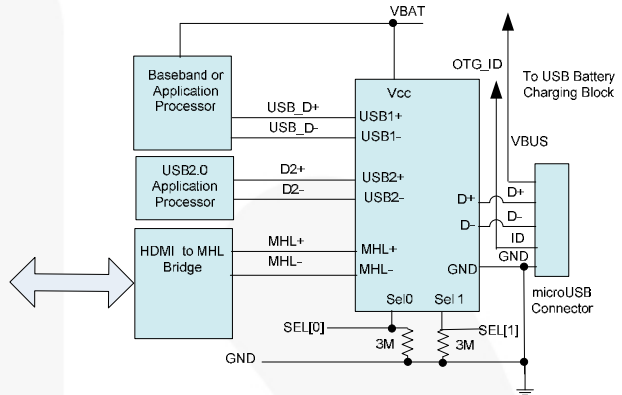 VBAT
OTG_ID
To USB Battery
Charging Block
VBUS
Baseband or
Application
Processor
USB_D+
USB_D-
Vcc
USB1+
USB1-
USB2.0
Application
Processor
D2+
D2-
USB2+
USB2-
D+
D-
D+
D-
ID
GND
HDMI to MHL
Bridge
MHL+
MHL-
MHL+
MHL-
GND
microUSB
Connector
Sel0
Sel 1
SEL[0]
SEL[1]
3M
3M
GND